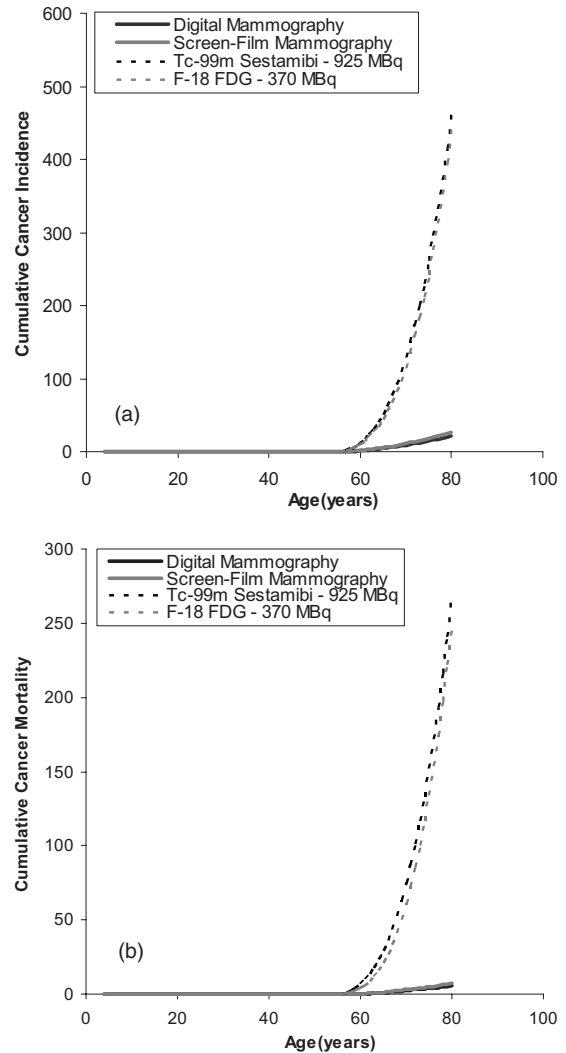 600
500
400
300
200
100
0
Cumulative Cancer Incidence
Digital Mammography
Screen-Film Mammography
Tc-99m Sestamibi - 925 MBq
F-18 FDG - 370 MBq
(a)
0 20 40 60 80 100
Age(years)
300
250
200
150
100
50
0
Cumulative Cancer Mortality
Digital Mammography
Screen-Film Mammography
Tc-99m Sestamibi - 925 MBq
F-18 FDG - 370 MBq
(b)
0 20 40 60 80 100
Age(years)